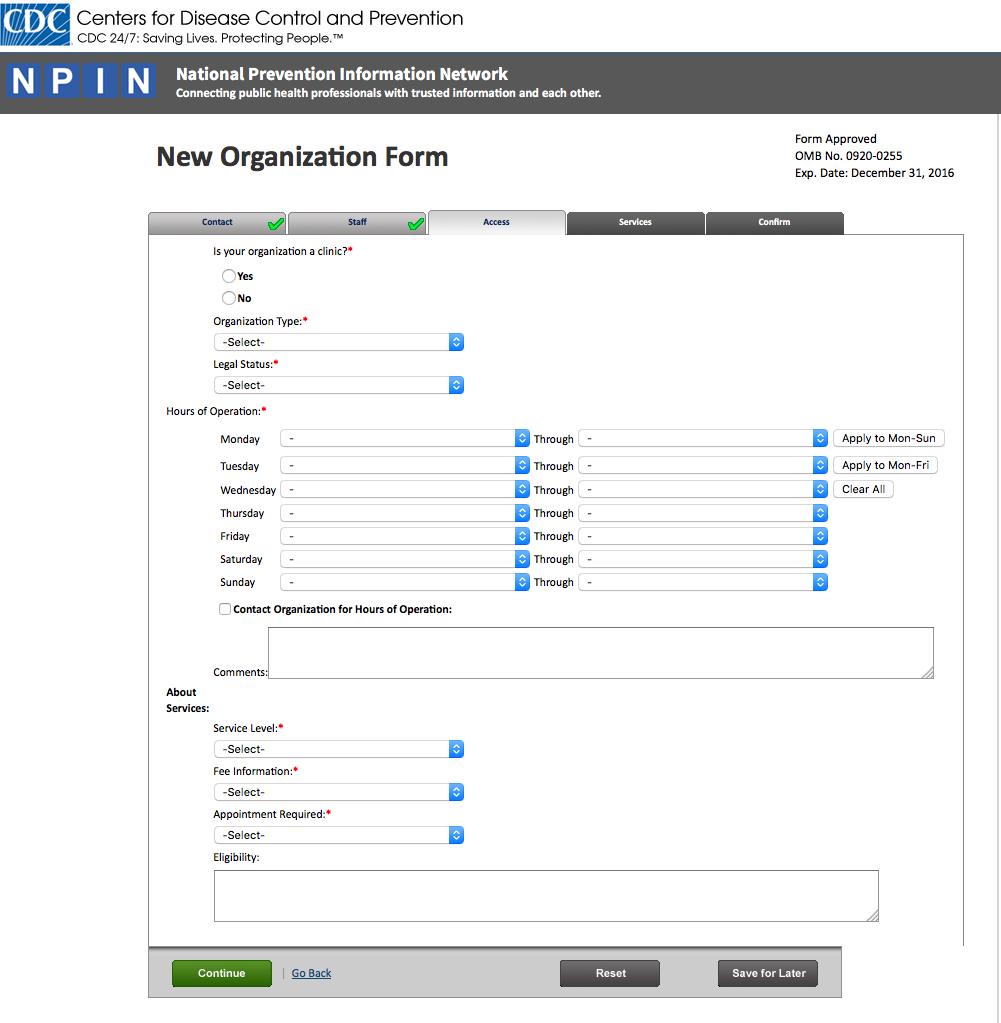 CDC Centers for Disease Control and Prevention
CDC 24/7: Saving Lives. Protecting People.™
NPIN National Prevention Information Network
Connecting public health professionals with trusted information and each other.
New Organization Form
Form Approved
OMB No. 0920-0255
Exp. Date: December 31, 2016
Contact Staff Access Services Confirm
Is your organization a clinic?*
Yes
No
Organization Type:*
-Select-
Legal Status:*
-Select-
Hours of Operation:*
Monday - Through - Apply to Mon-Sun
Tuesday - Through - Apply to Mon-Fri
Wednesday - Through - Clear All
Thursday - Through -
Friday - Through -
Saturday - Through -
Sunday - Through -
Contact Organization for Hours of Operation:
Comments:
About
Services:
Service Level:*
-Select-
Fee Information:*
-Select-
Appointment Required:*
-Select-
Eligibility:
Continue | Go Back Reset Save for Later